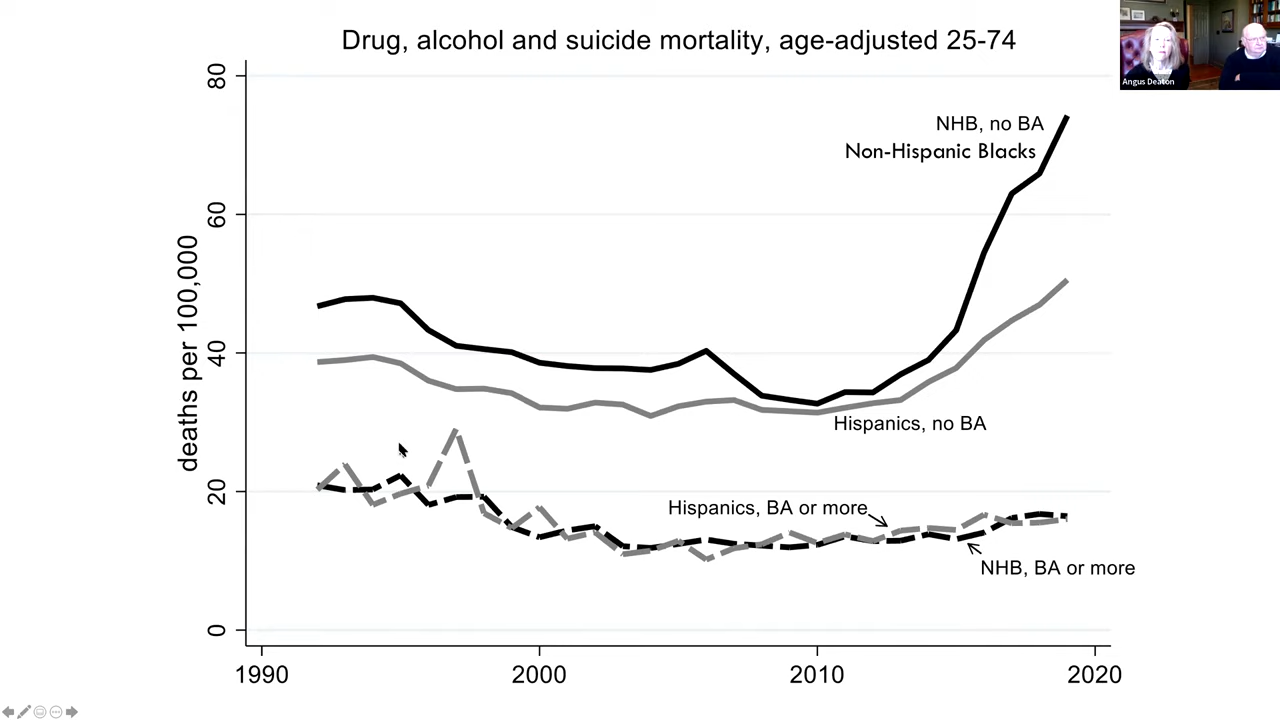 Drug, alcohol and suicide mortality, age-adjusted 25-74
Angus Deaton
80
NHB, no BA
Non-Hispanic Blacks
60
deaths per 100,000
40
Hispanics, no BA
20
Hispanics, BA or more
NHB, BA or more
0
1990 2000 2010 2020